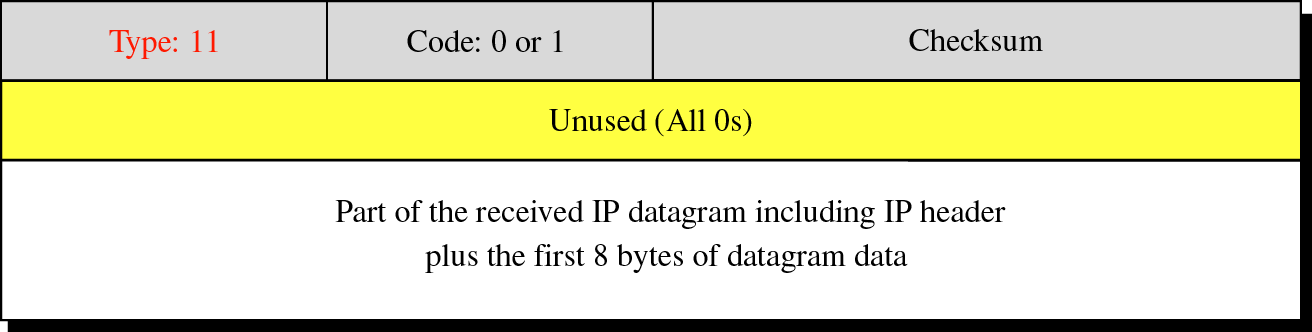 Type: 11
Code: 0 or 1
Checksum
Unused (All 0s)
Part of the received IP datagram including IP header
plus the first 8 bytes of datagram data